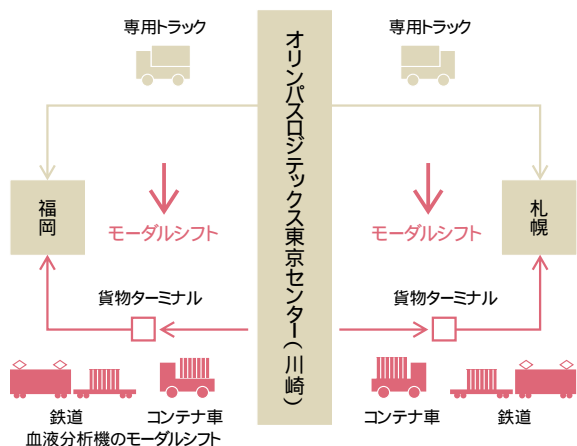 専用トラック
専用トラック
オリンパスロジテックス東京センター(川崎)
福岡
札幌
モーダルシフト
モーダルシフト
貨物ターミナル
貨物ターミナル
鉄道
コンテナ車
コンテナ車
鉄道
血液分析機のモーダルシフト